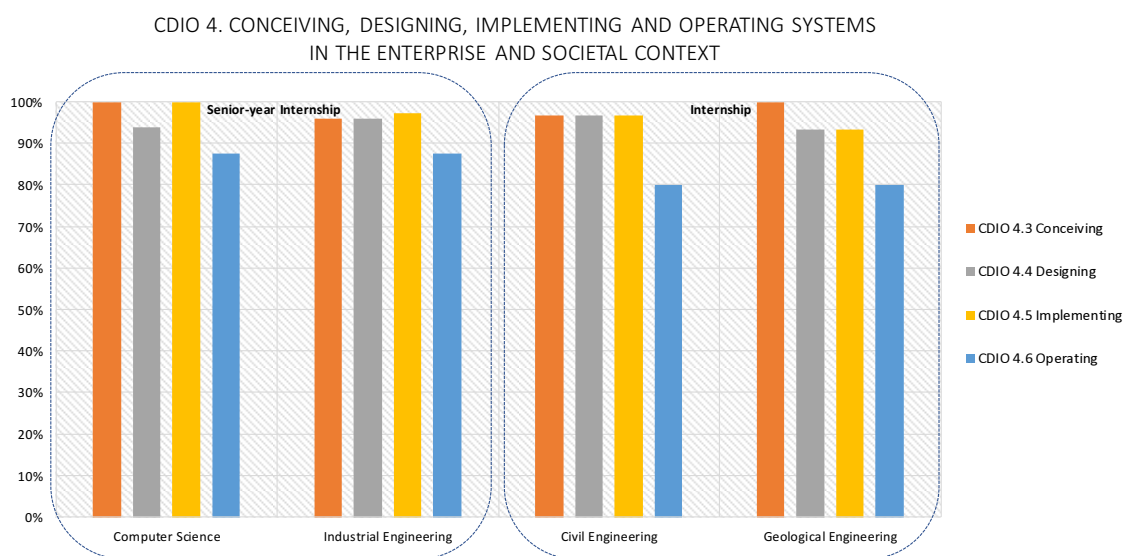 CDIO 4. CONCEIVING, DESIGNING, IMPLEMENTING AND OPERATING SYSTEMS
IN THE ENTERPRISE AND SOCIETAL CONTEXT
Senior-year Internship
Internship
100%
90%
80%
70%
60%
50%
40%
30%
20%
10%
0%
Computer Science
Industrial Engineering
Civil Engineering
Geological Engineering
CDIO 4.3 Conceiving
CDIO 4.4 Designing
CDIO 4.5 Implementing
CDIO 4.6 Operating